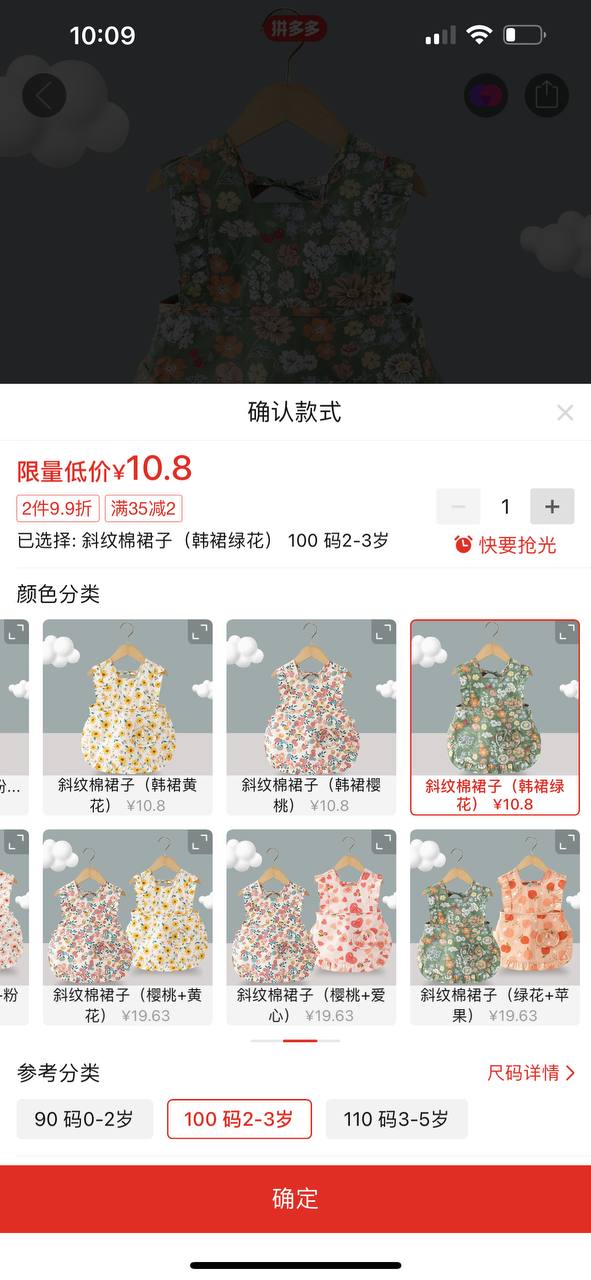 10:09
拼多多
确认款式
限量低价¥10.8
2件9.9折 满35减2
1
已选择: 斜纹棉裙子（韩裙绿花） 100 码2-3岁
快要抢光
颜色分类
斜纹棉裙子（韩裙黄
花） ¥10.8
斜纹棉裙子（韩裙樱
桃） ¥10.8
斜纹棉裙子（韩裙绿
花） ¥10.8
斜纹棉裙子（樱桃+黄
花） ¥19.63
斜纹棉裙子（樱桃+爱
心） ¥19.63
斜纹棉裙子（绿花+苹
果） ¥19.63
参考分类
尺码详情
90 码0-2岁
100 码2-3岁
110 码3-5岁
确定